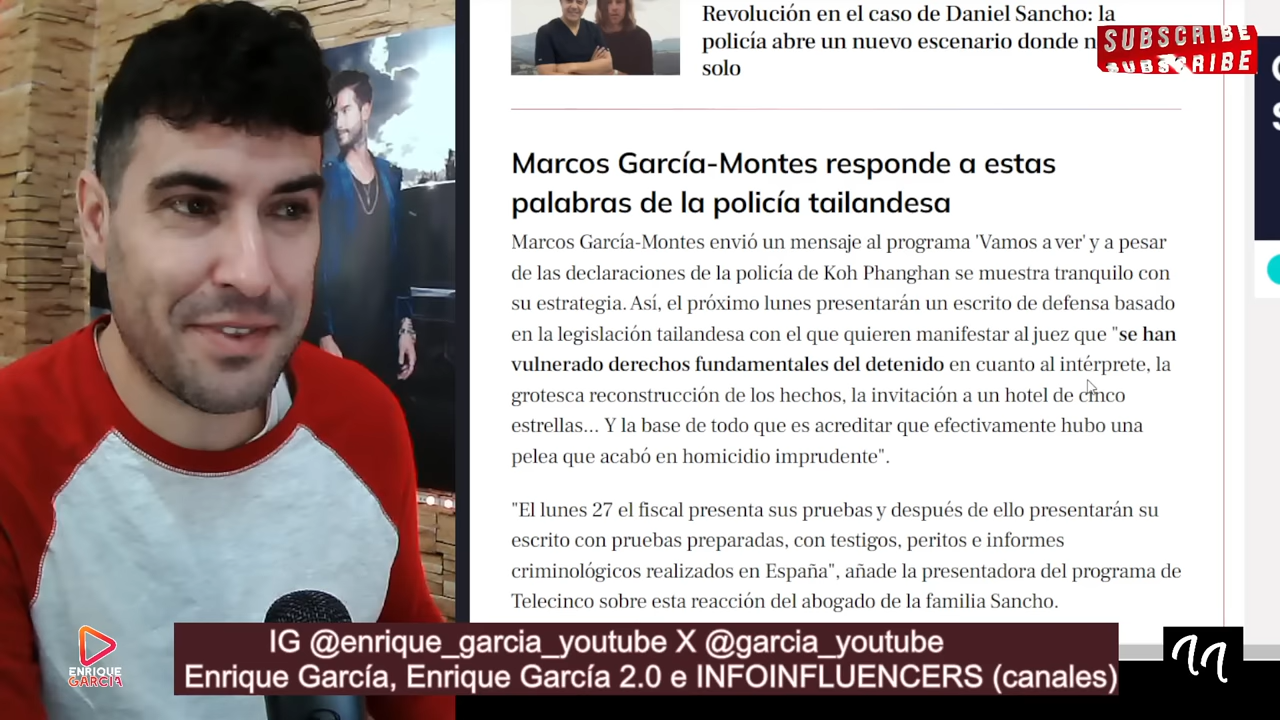 Revolución en el caso de Daniel Sancho: la
policía abre un nuevo escenario donde
solo
SUBSCRIBE
SUBSCRIBE
Marcos García-Montes responde a estas
palabras de la policía tailandesa
Marcos García-Montes envió un mensaje al programa 'Vamos a ver' y a pesar
de las declaraciones de la policía de Koh Phanghan se muestra tranquilo con
su estrategia. Así, el próximo lunes presentarán un escrito de defensa basado
en la legislación tailandesa con el que quieren manifestar al juez que "se han
vulnerado derechos fundamentales del detenido en cuanto al intérprete, la
grotesca reconstrucción de los hechos, la invitación a un hotel de cinco
estrellas... Y la base de todo que es acreditar que efectivamente hubo una
pelea que acabó en homicidio imprudente".
"El lunes 27 el fiscal presenta sus pruebas y después de ello presentarán su
escrito con pruebas preparadas, con testigos, peritos e informes
criminológicos realizados en España", añade la presentadora del programa de
Telecinco sobre esta reacción del abogado de la familia Sancho.
ENRIQUE
GARCÍA
IG @enrique_garcia_youtube X @garcia_youtube
Enrique García, Enrique García 2.0 e INFOINFLUENCERS (canales)